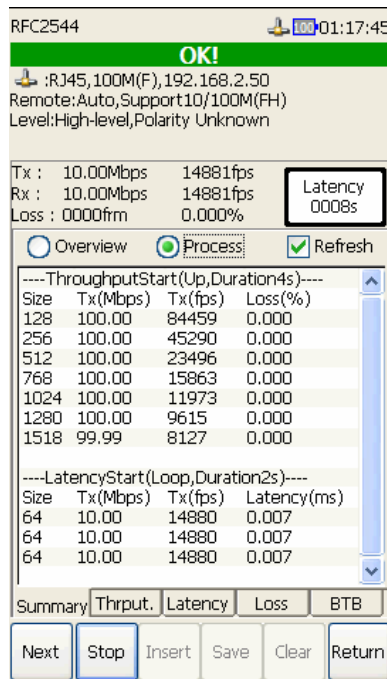 RFC2544 100 01:17:45
OK!
:RJ45,100M(F),192.168.2.50
Remote:Auto,Support10/100M(FH)
Level:High-level,Polarity Unknown
Tx : 10.00Mbps 14881fps
Rx : 10.00Mbps 14881fps
Loss : 0000frm 0.000%
Latency
0008s
Overview Process Refresh
----ThroughputStart(Up,Duration4s)----
Size Tx(Mbps) Tx(fps) Loss(%)
128 100.00 84459 0.000
256 100.00 45290 0.000
512 100.00 23496 0.000
768 100.00 15863 0.000
1024 100.00 11973 0.000
1280 100.00 9615 0.000
1518 99.99 8127 0.000
----LatencyStart(Loop,Duration2s)----
Size Tx(Mbps) Tx(fps) Latency(ms)
64 10.00 14880 0.007
64 10.00 14880 0.007
64 10.00 14880 0.007
Summary Thrput. Latency Loss BTB
Next Stop Insert Save Clear Return